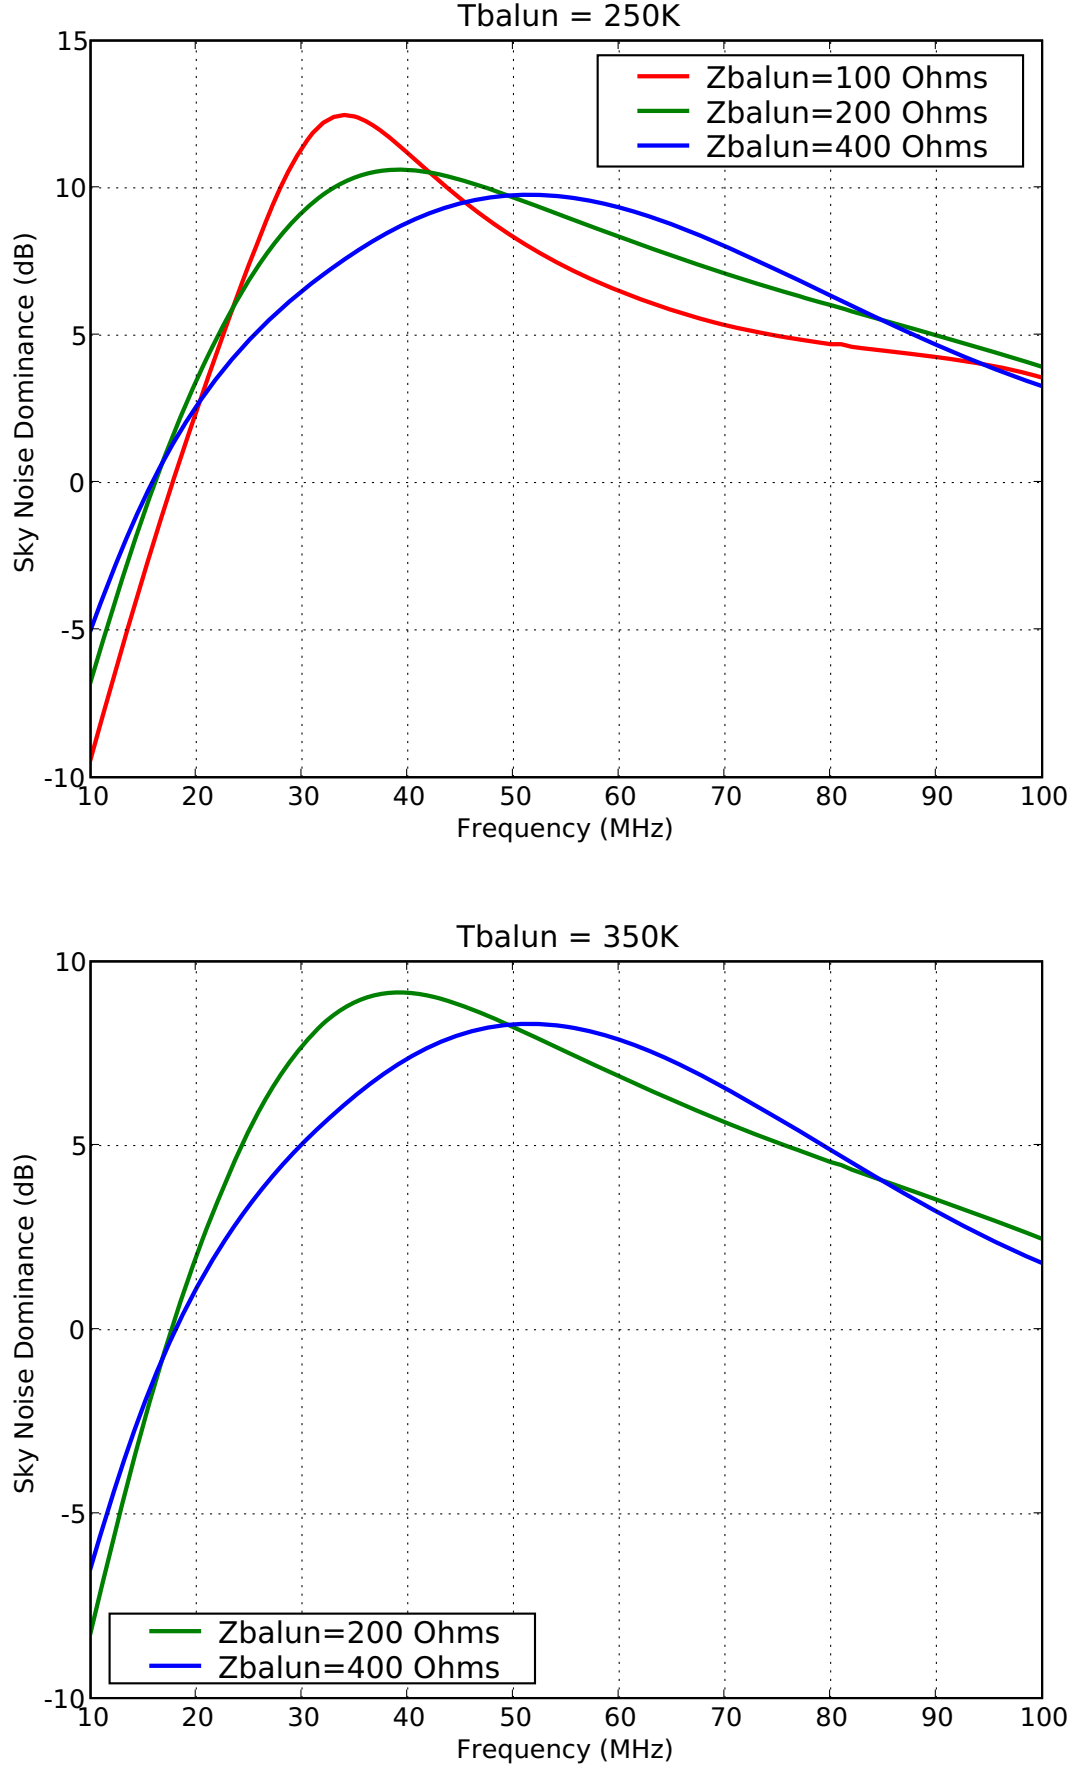 Tbalun = 250K
15
10
5
0
-5
-10
Sky Noise Dominance (dB)
Zbalun=100 Ohms
Zbalun=200 Ohms
Zbalun=400 Ohms
10 20 30 40 50 60 70 80 90 100
Frequency (MHz)
Tbalun = 350K
10
5
0
-5
-10
Sky Noise Dominance (dB)
Zbalun=200 Ohms
Zbalun=400 Ohms
10 20 30 40 50 60 70 80 90 100
Frequency (MHz)